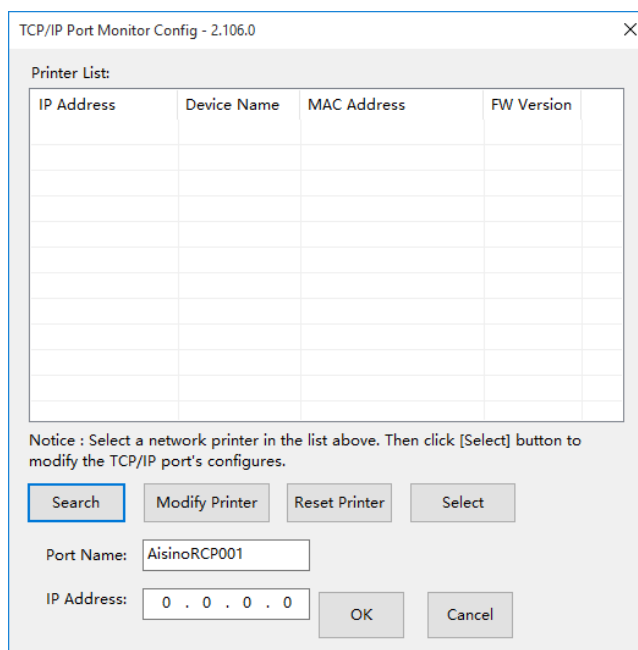 TCP/IP Port Monitor Config - 2.106.0
Printer List:
IP Address Device Name MAC Address FW Version
Notice : Select a network printer in the list above. Then click [Select] button to
modify the TCP/IP port's configures.
Search Modify Printer Reset Printer Select
Port Name: AisinoRCP001
IP Address: 0 . 0 . 0 . 0
OK Cancel